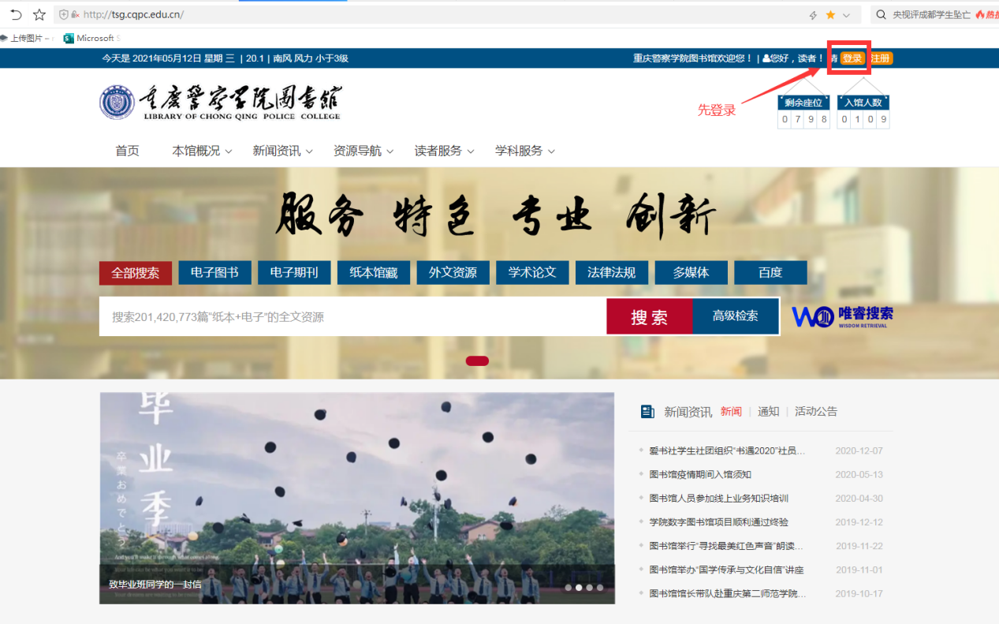 http://tsg.cqpc.edu.cn/
央视评成都学生坠亡
上传图片 -
Microsoft S
今天是 2021年05月12日 星期 三 | 20.1 | 南风 风力 小于3级
重庆警察学院图书馆欢迎您！ | 您好，读者！ 请 登录 注册
先登录
剩余座位 入馆人数
0 7 9 8 0 1 0 9
重庆警察学院图书馆
LIBRARY OF CHONG QING POLICE COLLEGE
首页 本馆概况 新闻资讯 资源导航 读者服务 学科服务
服务 特色 专业 创新
全部搜索 电子图书 电子期刊 纸本馆藏 外文资源 学术论文 法律法规 多媒体 百度
搜索201,420,773篇"纸本+电子"的全文资源
搜 索 高级检索
唯睿搜索
WISDOM RETRIEVAL
毕业季
卒業おめでとう
And you'll make it through what comes along
致毕业班同学的一封信
新闻资讯 新闻 | 通知 | 活动公告
爱书社学生社团组织"书遇2020"社员... 2020-12-07
图书馆疫情期间入馆须知 2020-05-13
图书馆人员参加线上业务知识培训 2020-04-30
学院数字图书馆项目顺利通过终验 2019-12-12
图书馆举行"寻找最美红色声音"朗读... 2019-11-22
图书馆举办"国学传承与文化自信"讲座 2019-11-01
图书馆馆长带队赴重庆第二师范学院... 2019-10-17